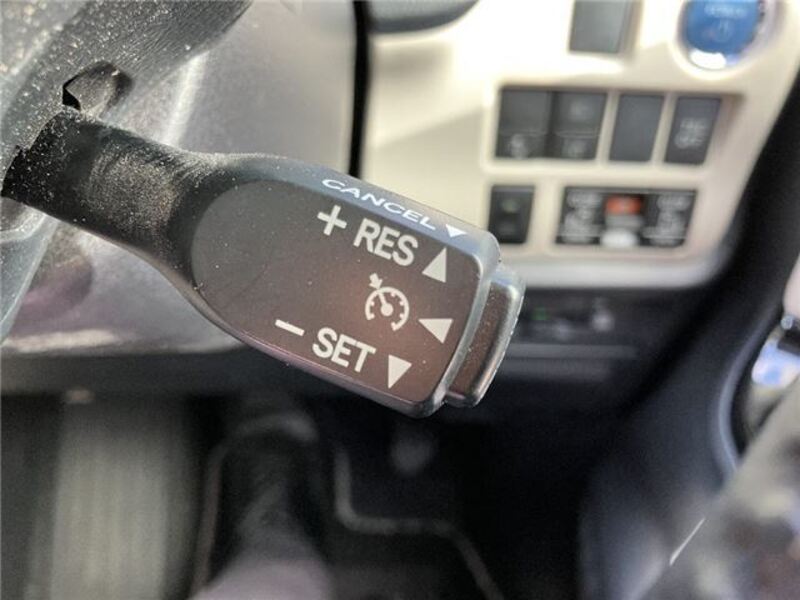 CANCEL ▼
+ RES ▲
◀
− SET ▼